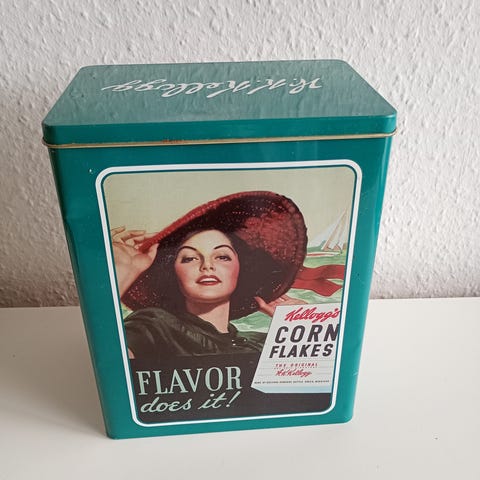 W.K. Kellogg
Kellogg's
CORN
FLAKES
THE ORIGINAL
W.K. Kellogg
FLAVOR
does it!